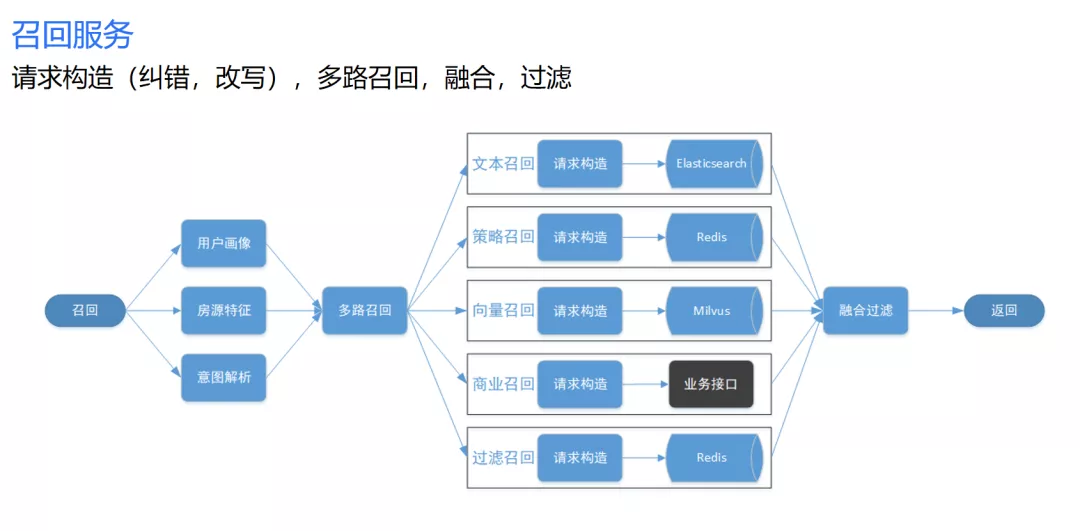 召回服务
请求构造（纠错，改写），多路召回，融合，过滤
文本召回 请求构造 Elasticsearch
用户画像
策略召回 请求构造 Redis
召回 房源特征 多路召回 向量召回 请求构造 Milvus 融合过滤 返回
意图解析
商业召回 请求构造 业务接口
过滤召回 请求构造 Redis